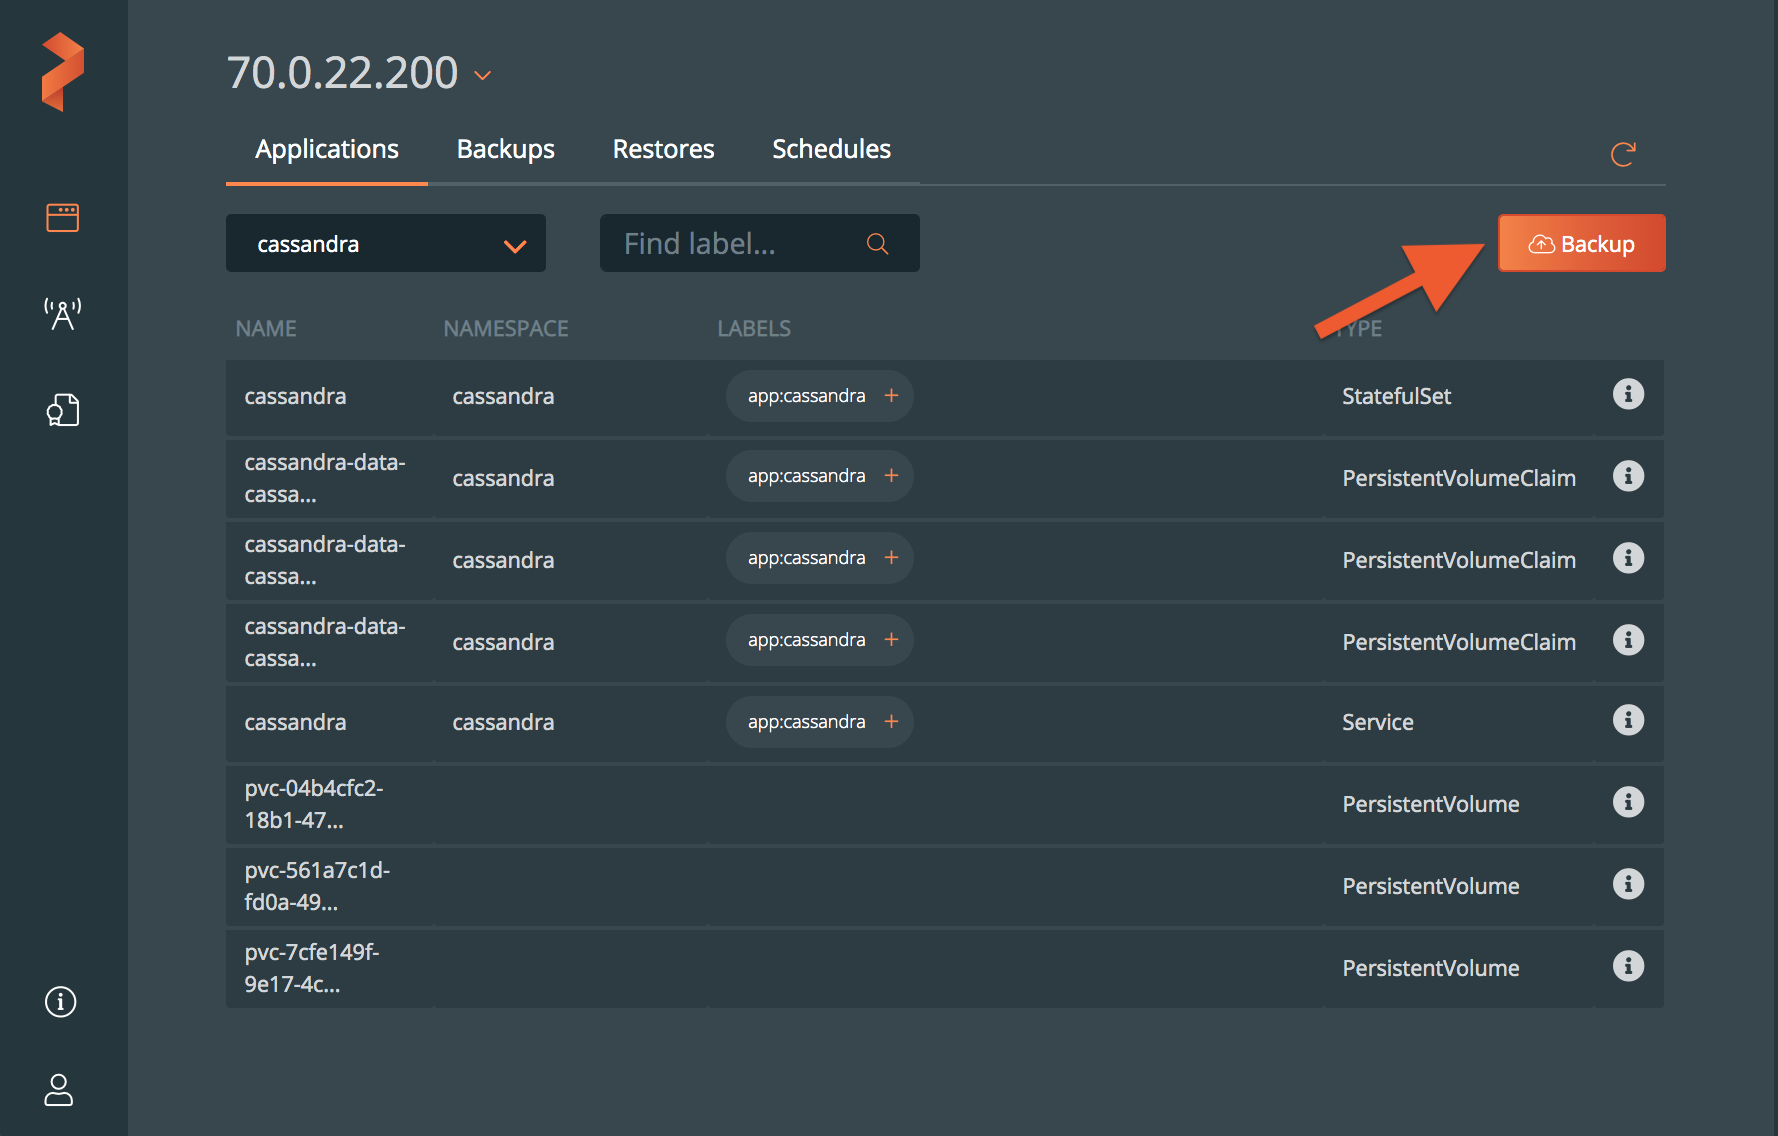 70.0.22.200
Applications Backups Restores Schedules
cassandra Find label... Backup
NAME NAMESPACE LABELS YPE
cassandra cassandra app:cassandra + StatefulSet
cassandra-data-
cassa... cassandra app:cassandra + PersistentVolumeClaim
cassandra-data-
cassa... cassandra app:cassandra + PersistentVolumeClaim
cassandra-data-
cassa... cassandra app:cassandra + PersistentVolumeClaim
cassandra cassandra app:cassandra + Service
pvc-04b4cfc2-
18b1-47... PersistentVolume
pvc-561a7c1d-
fd0a-49... PersistentVolume
pvc-7cfe149f-
9e17-4c... PersistentVolume